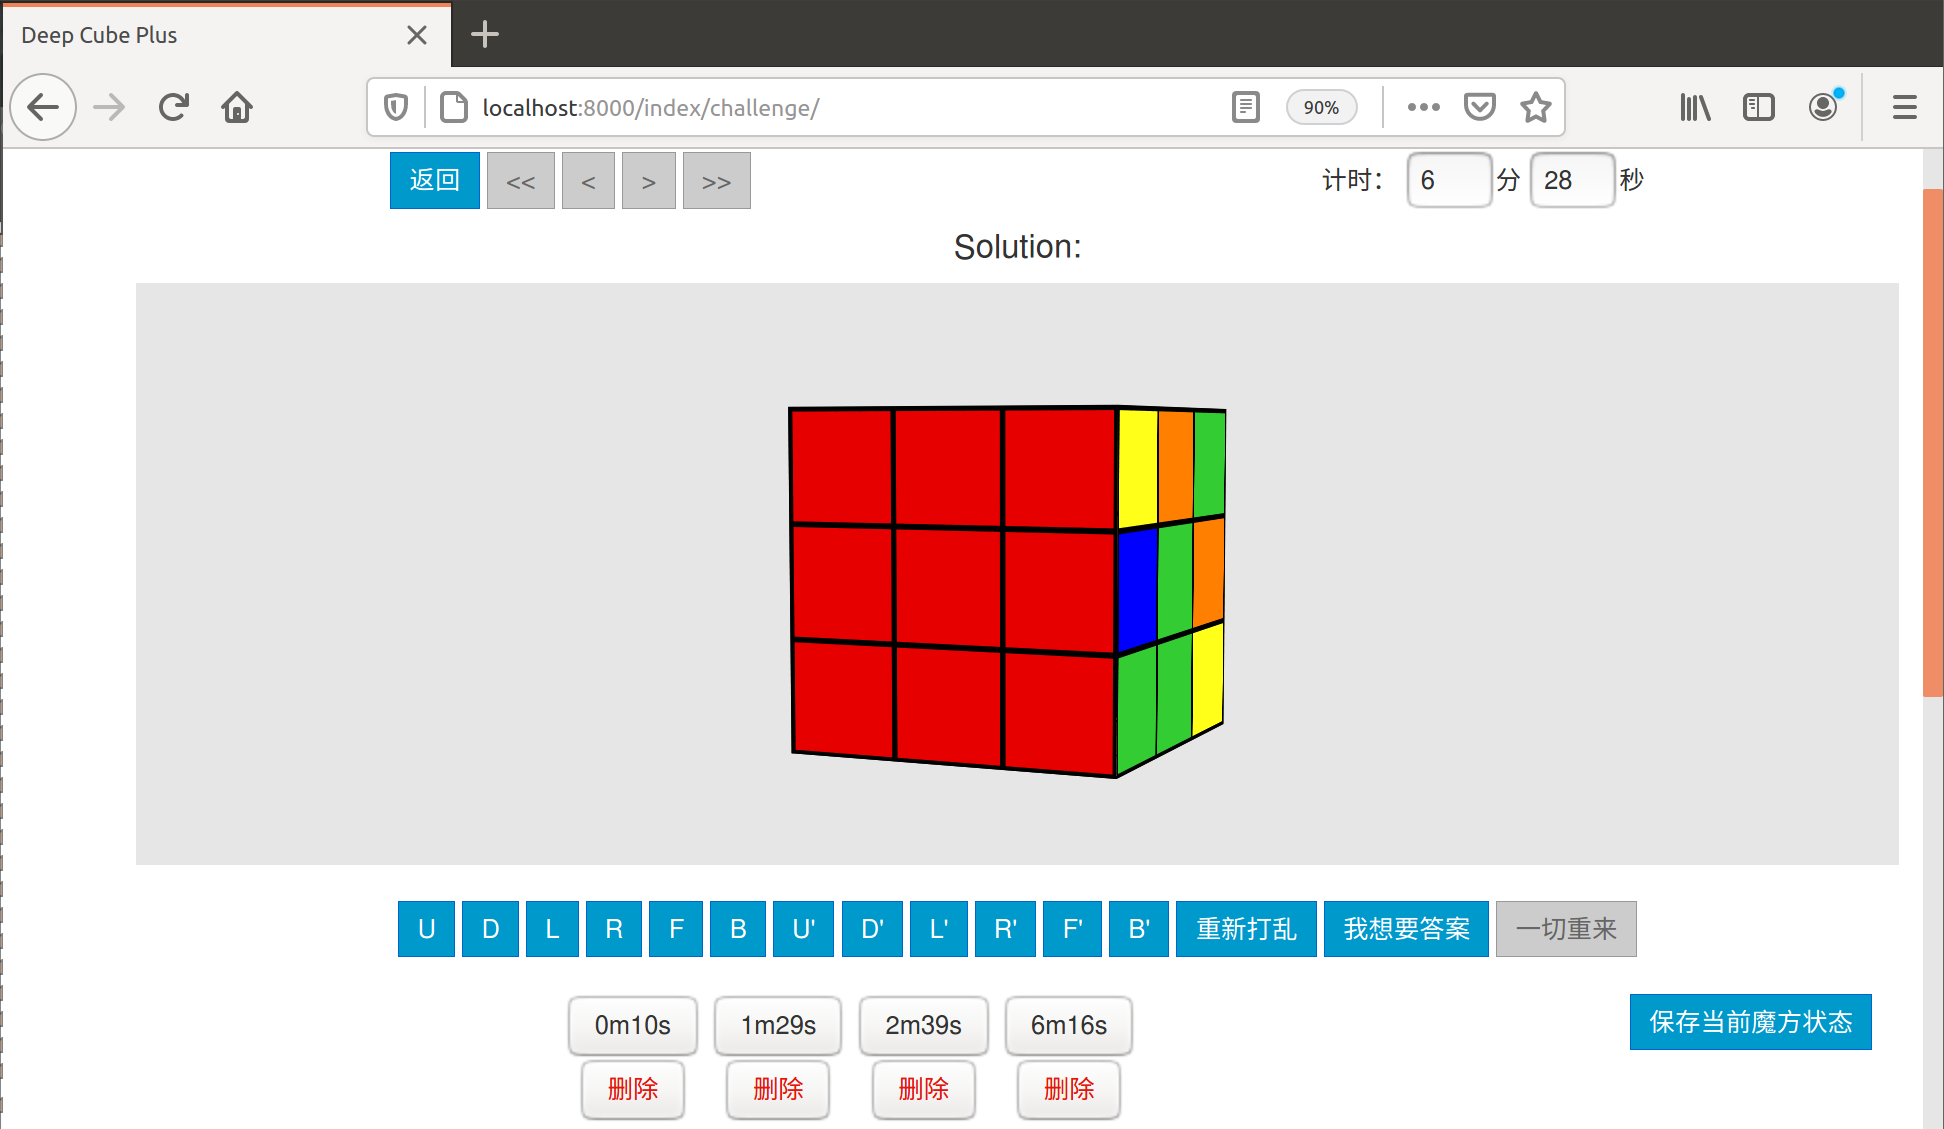 Deep Cube Plus
localhost:8000/index/challenge/
90%
返回 << < > >> 计时： 6 分 28 秒
Solution:
U D L R F B U' D' L' R' F' B' 重新打乱 我想要答案 一切重来
0m10s 1m29s 2m39s 6m16s 保存当前魔方状态
删除 删除 删除 删除